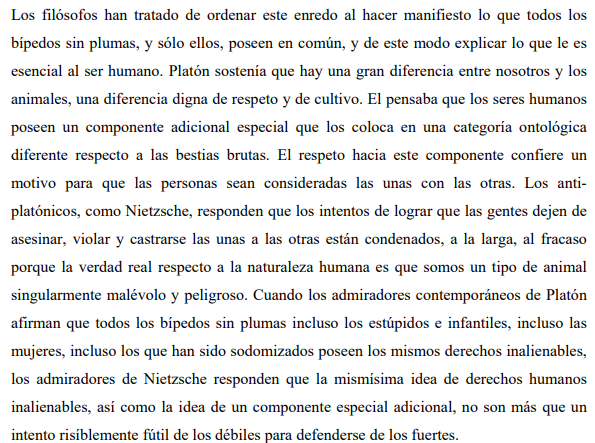 Los filósofos han tratado de ordenar este enredo al hacer manifiesto lo que todos los
bípedos sin plumas, y sólo ellos, poseen en común, y de este modo explicar lo que le es
esencial al ser humano. Platón sostenía que hay una gran diferencia entre nosotros y los
animales, una diferencia digna de respeto y de cultivo. El pensaba que los seres humanos
poseen un componente adicional especial que los coloca en una categoría ontológica
diferente respecto a las bestias brutas. El respeto hacia este componente confiere un
motivo para que las personas sean consideradas las unas con las otras. Los anti-
platónicos, como Nietzsche, responden que los intentos de lograr que las gentes dejen de
asesinar, violar y castrarse las unas a las otras están condenados, a la larga, al fracaso
porque la verdad real respecto a la naturaleza humana es que somos un tipo de animal
singularmente malévolo y peligroso. Cuando los admiradores contemporáneos de Platón
afirman que todos los bípedos sin plumas incluso los estúpidos e infantiles, incluso las
mujeres, incluso los que han sido sodomizados poseen los mismos derechos inalienables,
los admiradores de Nietzsche responden que la mismísima idea de derechos humanos
inalienables, así como la idea de un componente especial adicional, no son más que un
intento risíblemente fútil de los débiles para defenderse de los fuertes.